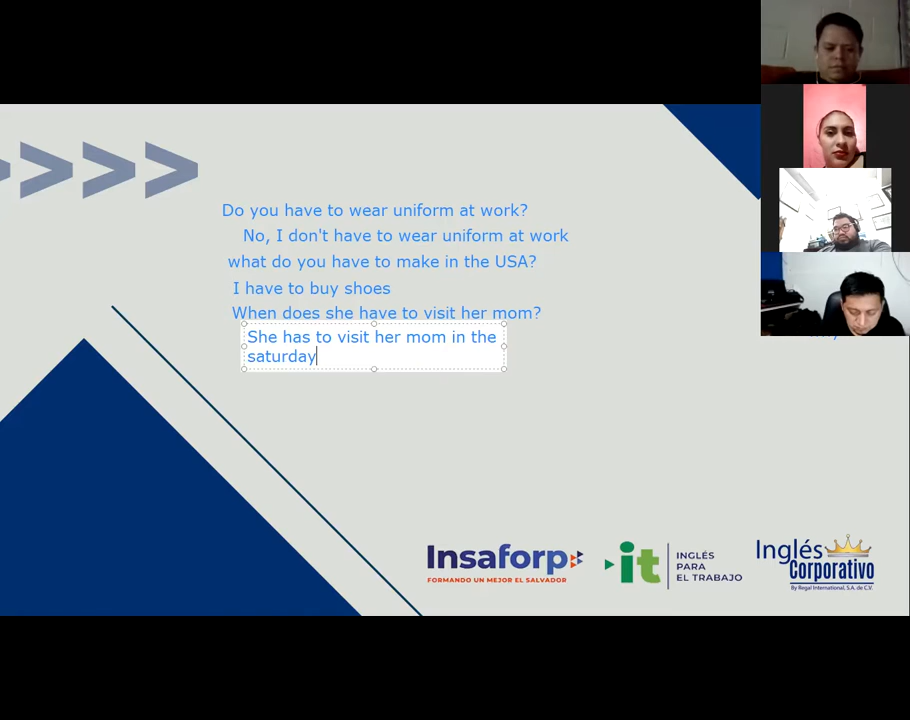 Do you have to wear uniform at work?
No, I don't have to wear uniform at work
what do you have to make in the USA?
I have to buy shoes
When does she have to visit her mom?
She has to visit her mom in the
saturday
Insaforp
FORMANDO UN MEJOR EL SALVADOR
it
INGLÉS
PARA
EL TRABAJO
Inglés
Corporativo
By Regal International, S.A. de C.V.